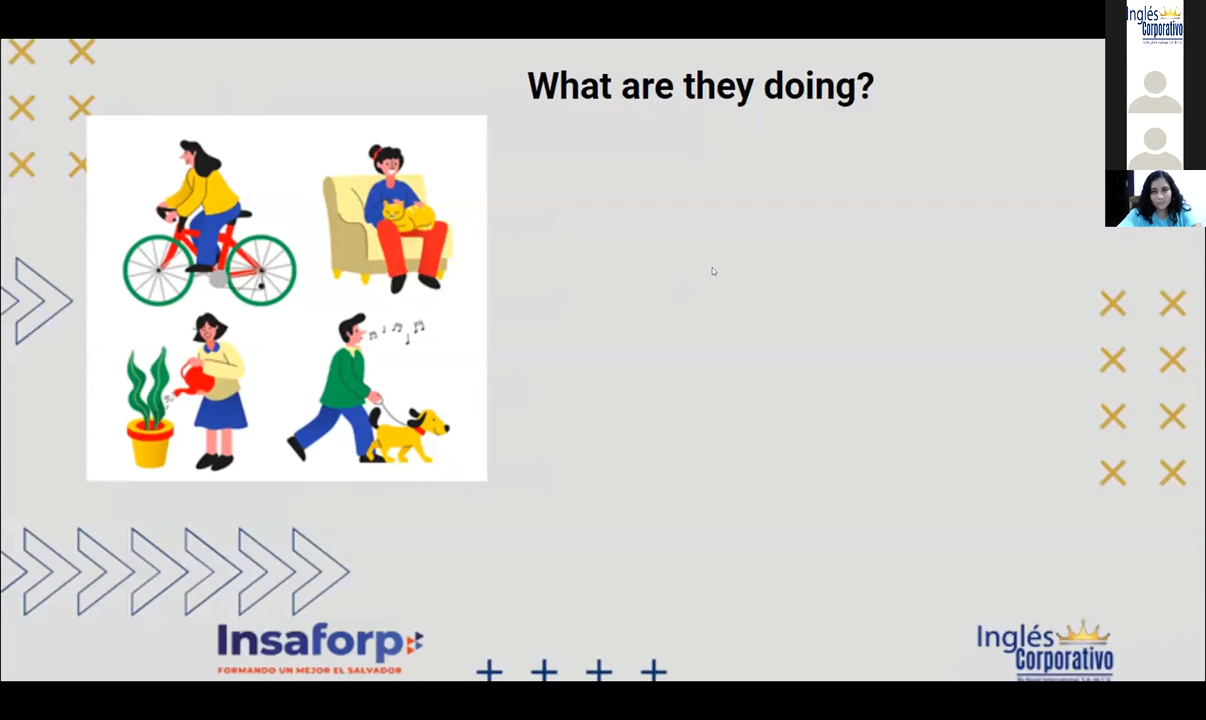 What are they doing?
Inglés
Corporativo
Insaforp
FORMANDO UN MEJOR EL SALVADOR
Inglés
Corporativo